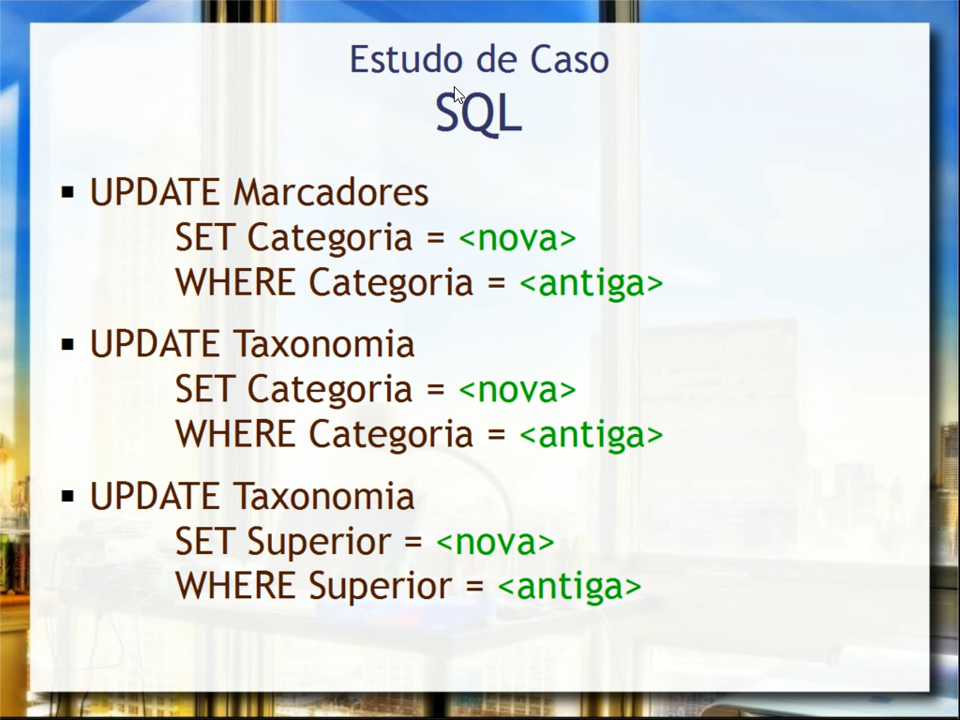 Estudo de Caso
SQL
▪ UPDATE Marcadores
SET Categoria = <nova>
WHERE Categoria = <antiga>
▪ UPDATE Taxonomia
SET Categoria = <nova>
WHERE Categoria = <antiga>
▪ UPDATE Taxonomia
SET Superior = <nova>
WHERE Superior = <antiga>